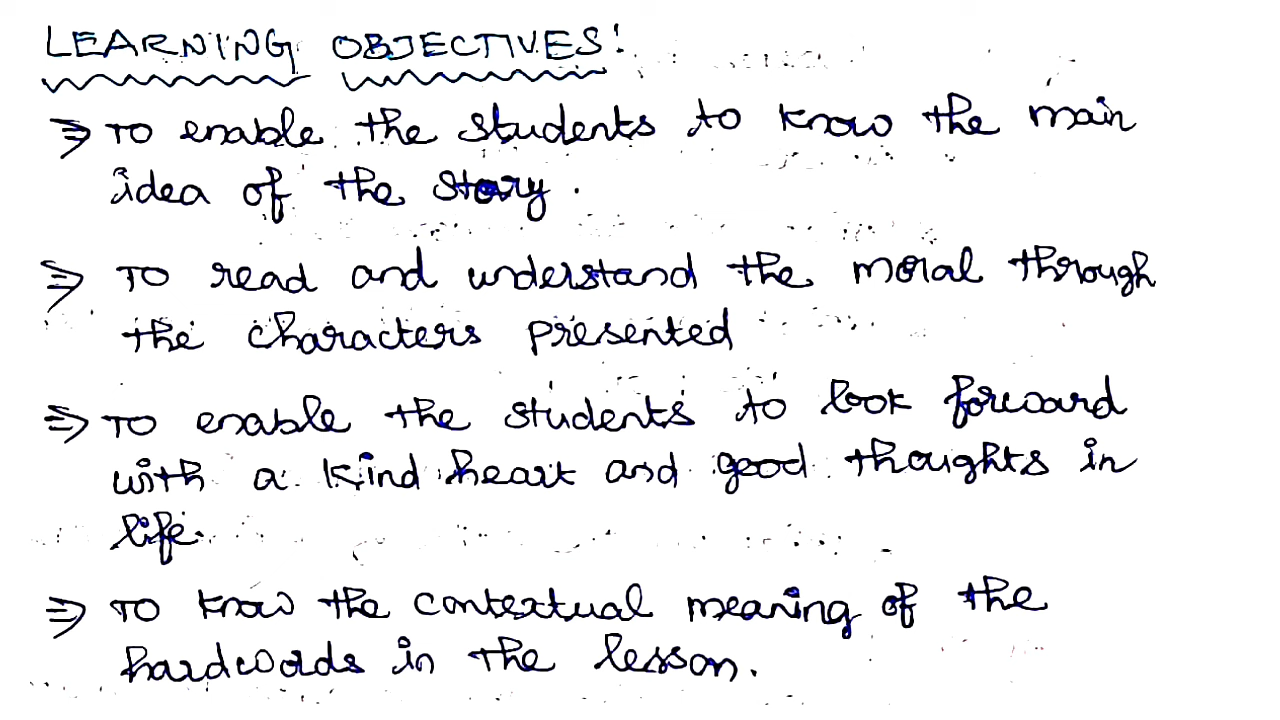 LEARNING OBJECTIVES:
⇒ To enable the students to know the main
idea of the story.
⇒ To read and understand the moral through
the characters presented
⇒ To enable the students to look forward
with a kind heart and good thoughts in
life.
⇒ To know the contextual meaning of the
hardwords in the lesson.